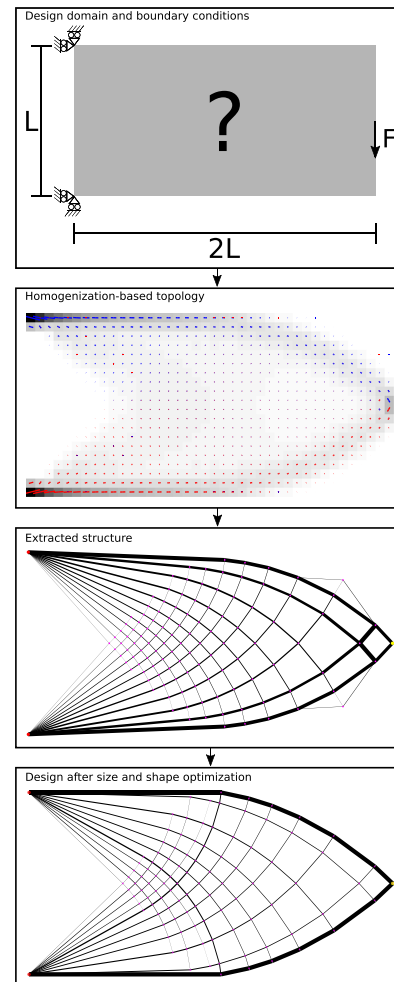 Design domain and boundary conditions
L
?
F
2L
Homogenization-based topology
Extracted structure
Design after size and shape optimization